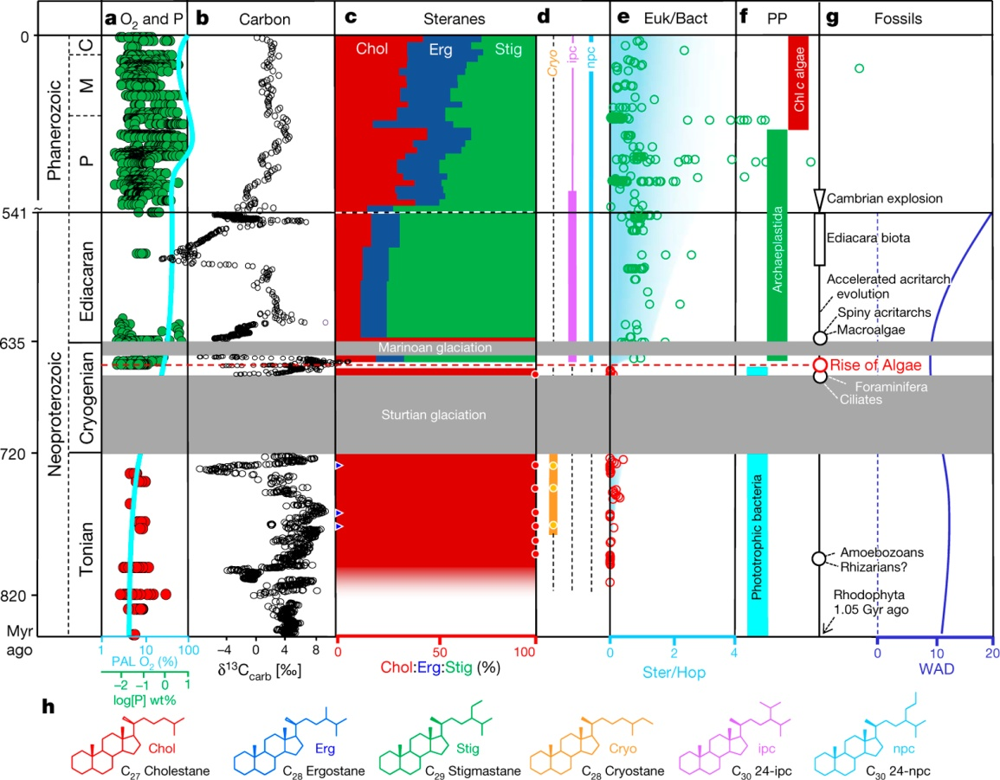 a O2 and P
b Carbon
c Steranes
d
e Euk/Bact
f PP
g Fossils
0
541
635
720
820
Myr
ago
Phanerozoic
Neoproterozoic
C
M
P
Ediacaran
Cryogenian
Tonian
Chol
Erg
Stig
Cryo
ipc
npc
Chl c algae
Archaeplastida
Phototrophic bacteria
Cambrian explosion
Ediacara biota
Accelerated acritarch
evolution
Spiny acritarchs
Macroalgae
Marinoan glaciation
Rise of Algae
Foraminifera
Ciliates
Sturtian glaciation
Amoebozoans
Rhizarians?
Rhodophyta
1.05 Gyr ago
1 10 100
PAL O2 (%)
−2 −1 0 1
log[P] wt%
−4 0 4 8
δ13Ccarb [‰]
0 50 100
Chol:Erg:Stig (%)
0 2 4
Ster/Hop
0 10 20
WAD
h
Chol
C27 Cholestane
Erg
C28 Ergostane
Stig
C29 Stigmastane
Cryo
C28 Cryostane
ipc
C30 24-ipc
npc
C30 24-npc